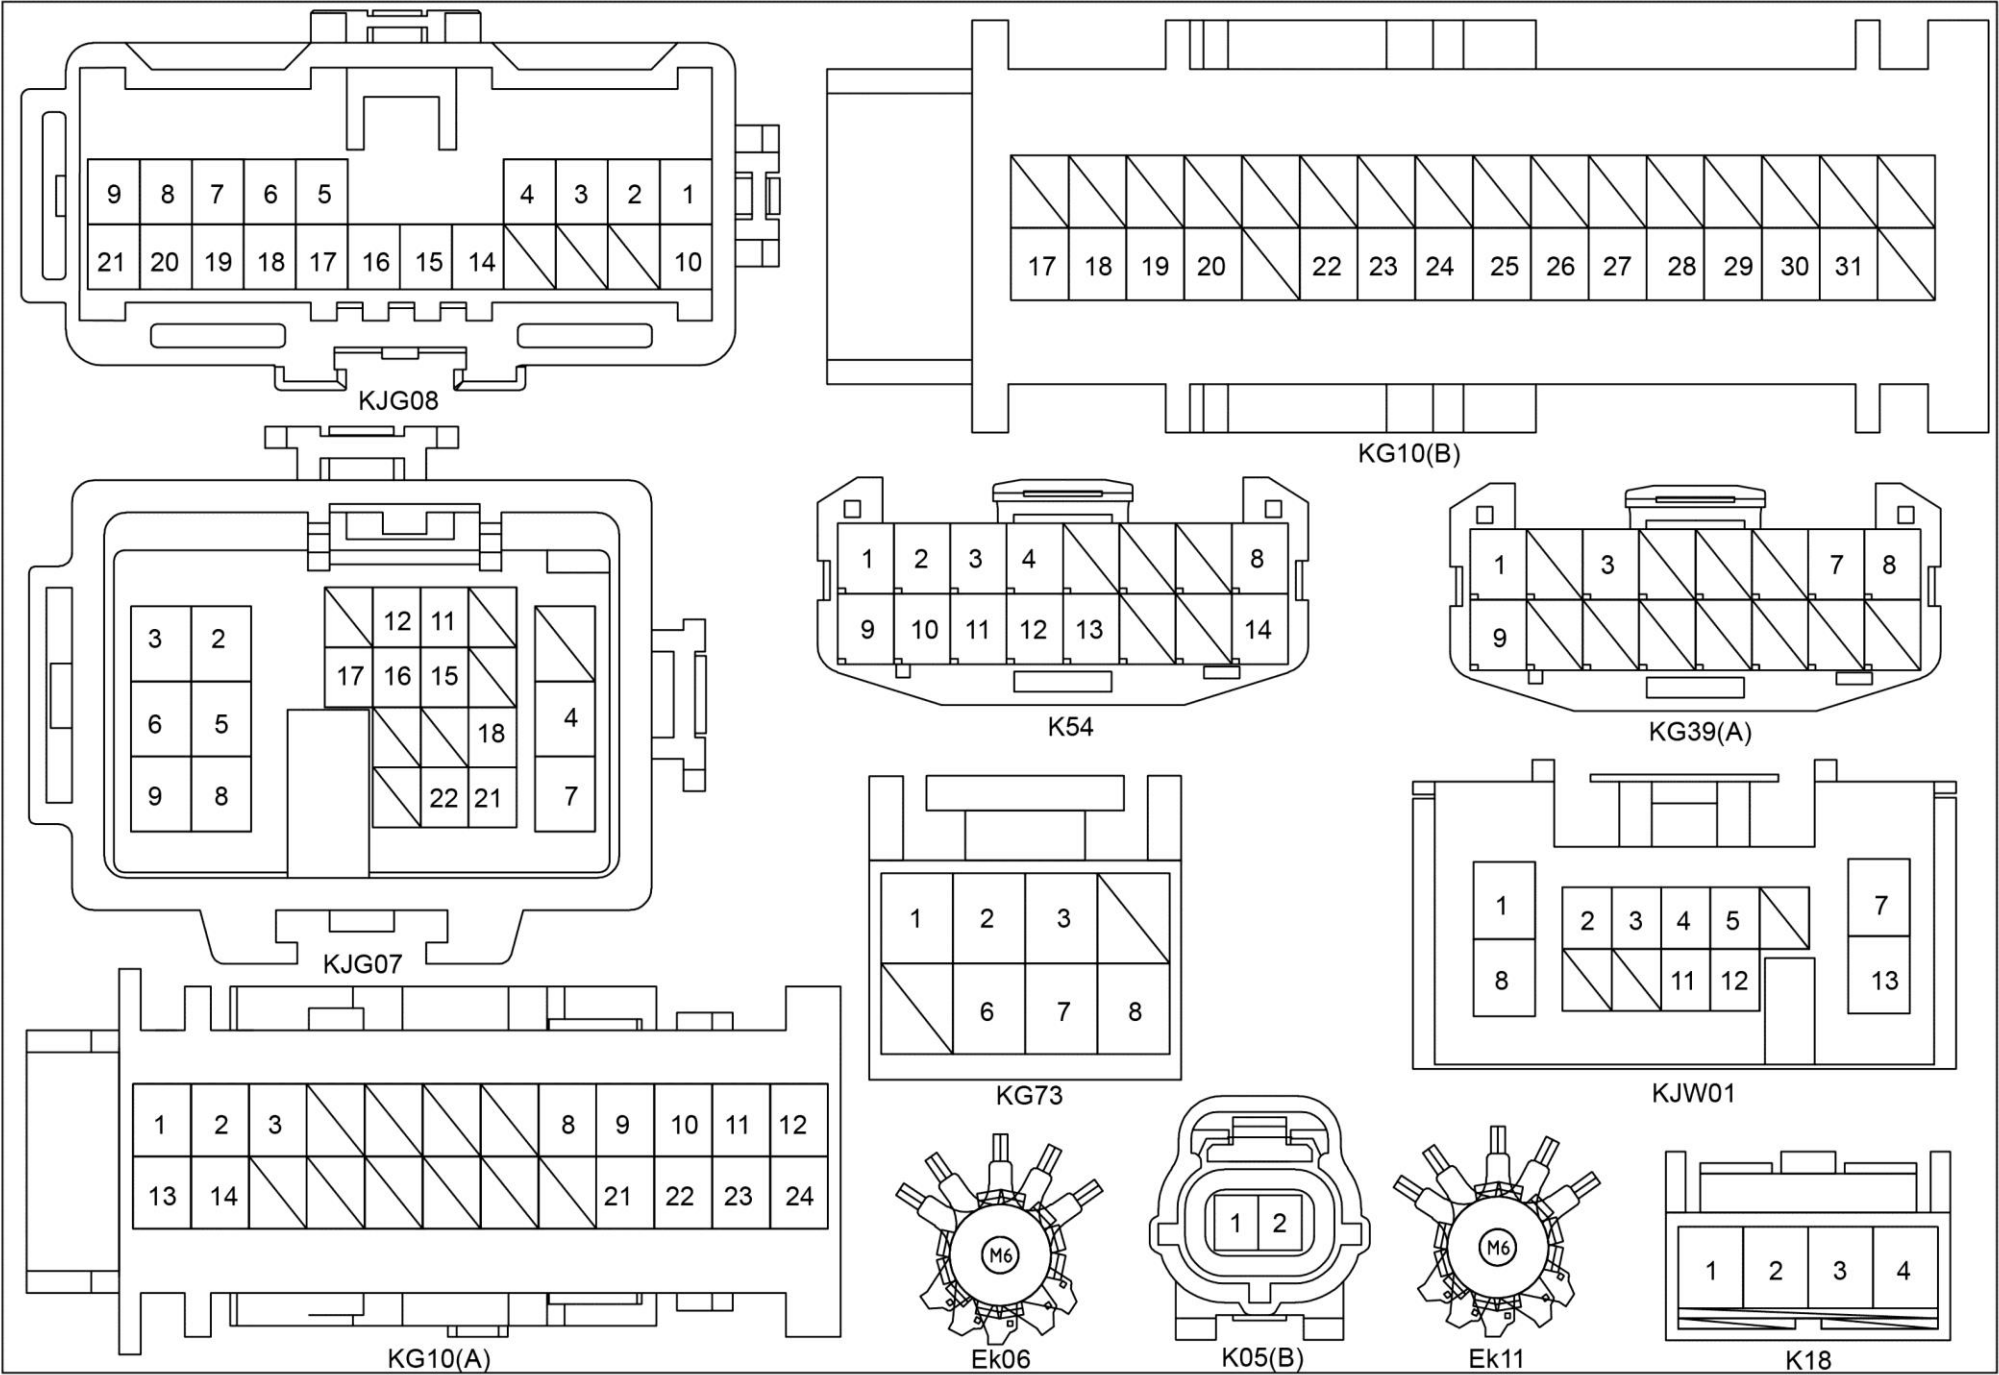 9 8 7 6 5 4 3 2 1
21 20 19 18 17 16 15 14 10
KJG08
17 18 19 20 22 23 24 25 26 27 28 29 30 31
KG10(B)
12 11
3 2
17 16 15
6 5 18 4
9 8 22 21 7
KJG07
1 2 3 4 8
9 10 11 12 13 14
K54
1 3 7 8
9
KG39(A)
1 2 3
6 7 8
KG73
1 2 3 4 5 7
8 11 12 13
KJW01
1 2 3 8 9 10 11 12
13 14 21 22 23 24
KG10(A)
M6
Ek06
1 2
K05(B)
M6
Ek11
1 2 3 4
K18